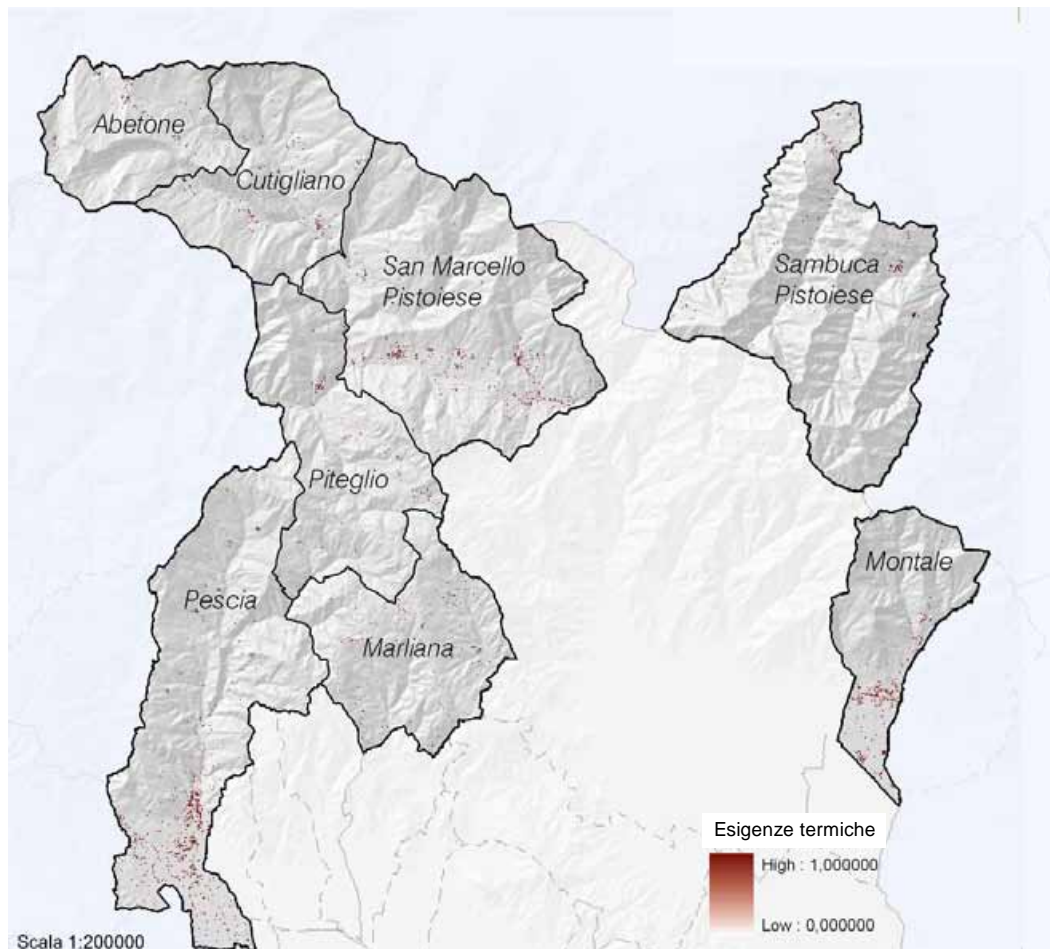 Abetone
Cutigliano
San Marcello
Pistoiese
Sambuca
Pistoiese
Piteglio
Montale
Pescia
Marliana
Esigenze termiche
High : 1,000000
Low : 0,000000
Scala 1:200000